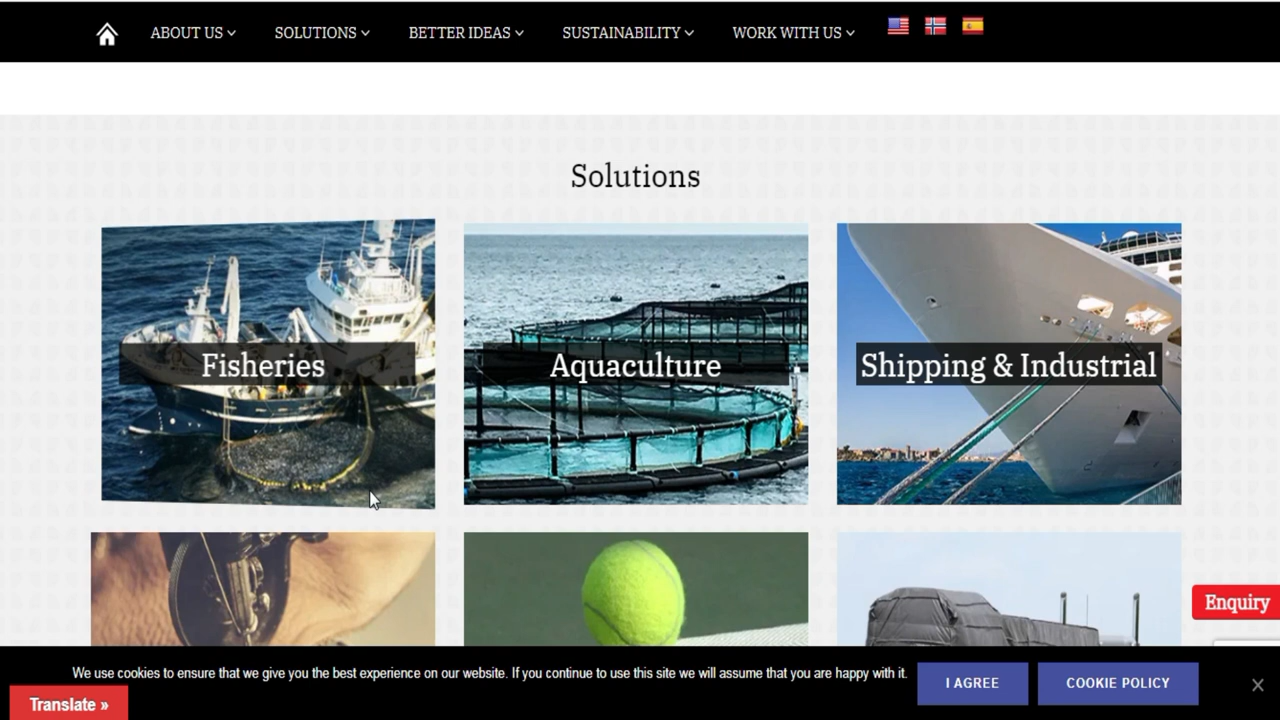 ABOUT US SOLUTIONS BETTER IDEAS SUSTAINABILITY WORK WITH US
Solutions
Fisheries Aquaculture Shipping & Industrial
Enquiry
We use cookies to ensure that we give you the best experience on our website. If you continue to use this site we will assume that you are happy with it. I AGREE COOKIE POLICY
Translate »